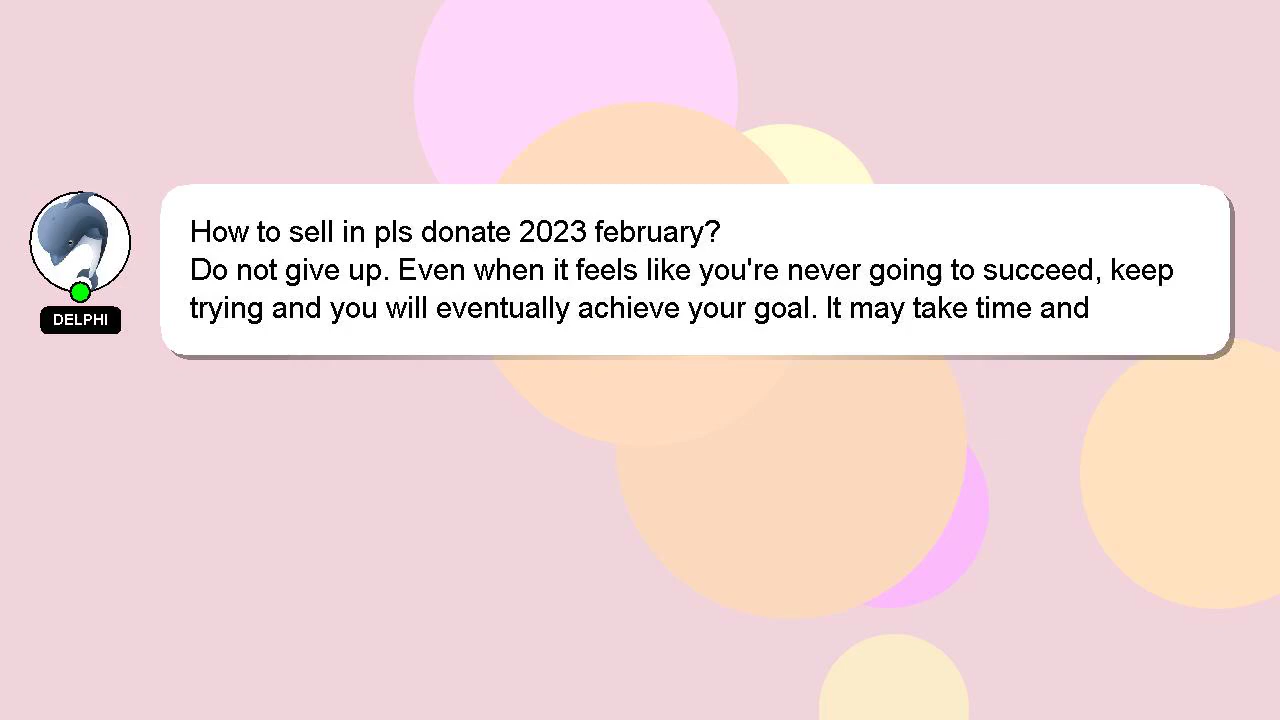 How to sell in pls donate 2023 february?
Do not give up. Even when it feels like you're never going to succeed, keep
trying and you will eventually achieve your goal. It may take time and
DELPHI